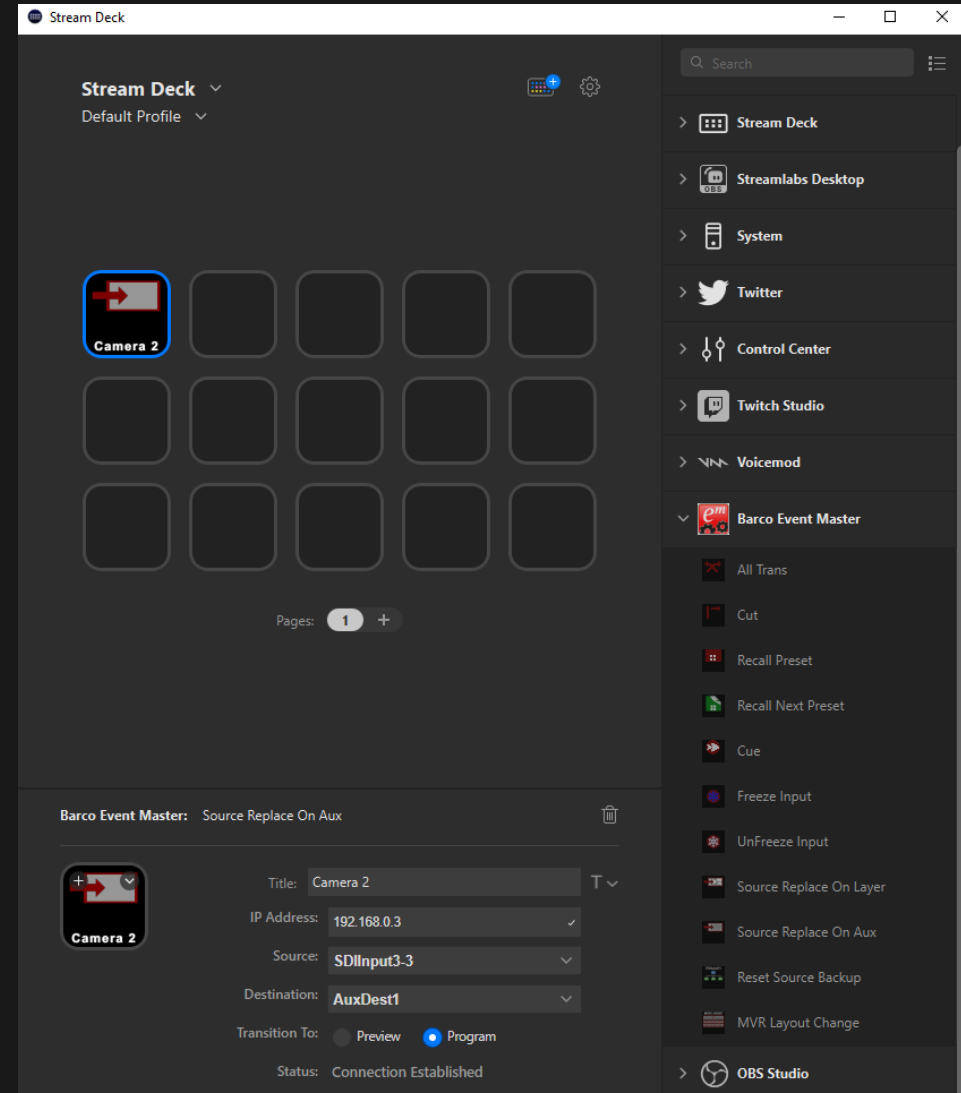 Stream Deck
Stream Deck
Default Profile
Camera 2
Pages: 1 +
Barco Event Master: Source Replace On Aux
Camera 2
Title: Camera 2
T
IP Address: 192.168.0.3
Source: SDIInput3-3
Destination: AuxDest1
Transition To: Preview Program
Status: Connection Established
Search
Stream Deck
OBS
Streamlabs Desktop
System
Twitter
Control Center
Twitch Studio
Voicemod
em
Barco Event Master
All Trans
Cut
Recall Preset
Recall Next Preset
Cue
Freeze Input
UnFreeze Input
Source Replace On Layer
Source Replace On Aux
Reset Source Backup
MVR Layout Change
OBS Studio